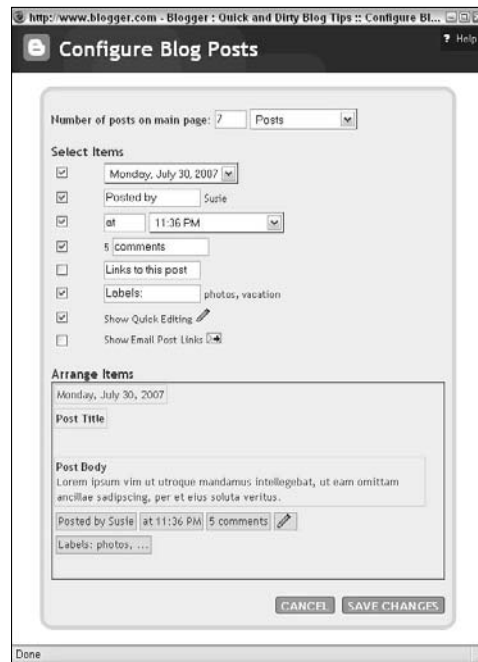 http://www.blogger.com - Blogger : Quick and Dirty Blog Tips :: Configure Bl...
Configure Blog Posts
? Help
Number of posts on main page: 7 Posts
Select Items
Monday, July 30, 2007
Posted by Susie
at 11:36 PM
5 comments
Links to this post
Labels: photos, vacation
Show Quick Editing
Show Email Post Links
Arrange Items
Monday, July 30, 2007
Post Title
Post Body
Lorem ipsum vim ut utroque mandamus intellegebat, ut eam omittam
ancillae sadipscing, per et eius soluta veritus.
Posted by Susie at 11:36 PM 5 comments
Labels: photos, ...
CANCEL SAVE CHANGES
Done